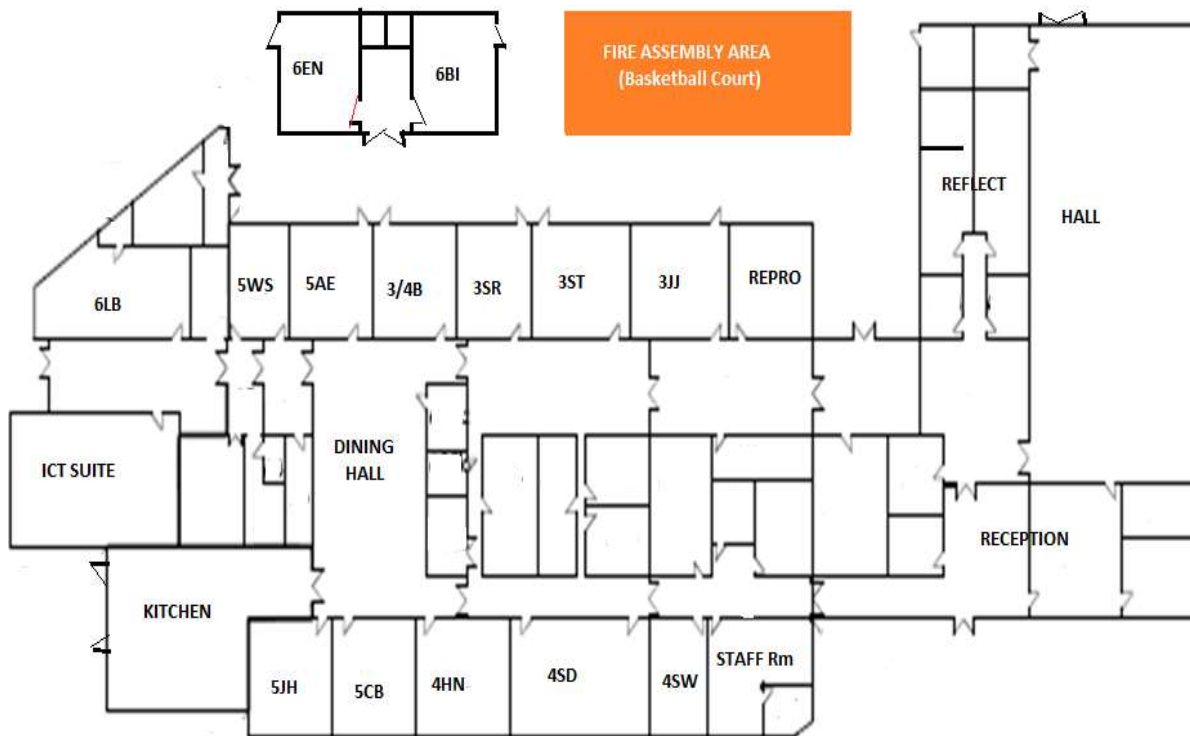 FIRE ASSEMBLY AREA
(Basketball Court)
6EN
6BI
REFLECT
HALL
6LB
5WS
5AE
3/4B
3SR
3ST
3JJ
REPRO
ICT SUITE
DINING
HALL
RECEPTION
KITCHEN
5JH
5CB
4HN
4SD
4SW
STAFF Rm